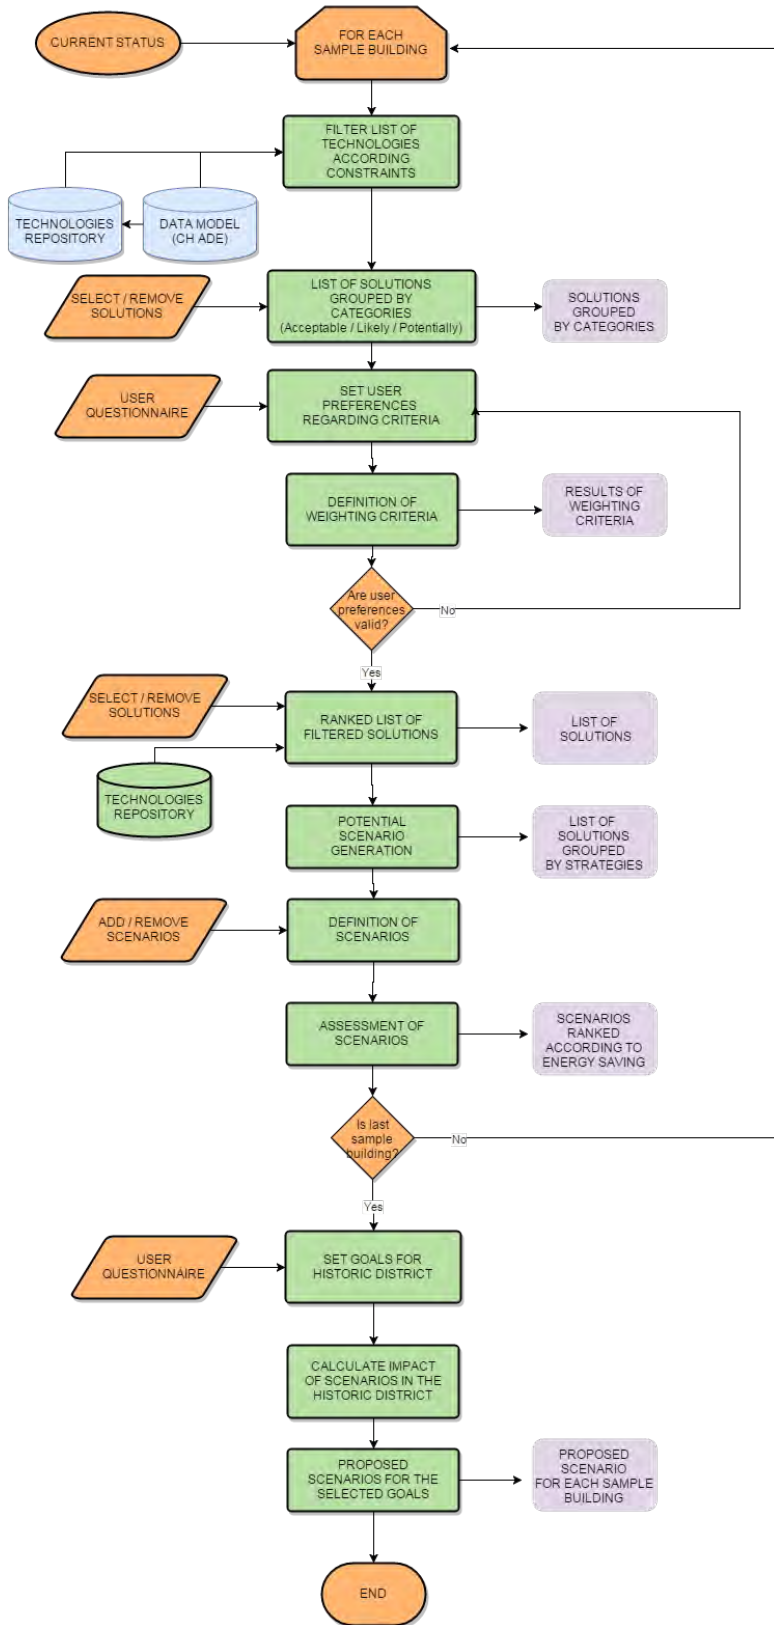 CURRENT STATUS
FOR EACH
SAMPLE BUILDING
FILTER LIST OF
TECHNOLOGIES
ACCORDING
CONSTRAINTS
TECHNOLOGIES
REPOSITORY
DATA MODEL
(CH ADE)
SELECT / REMOVE
SOLUTIONS
LIST OF SOLUTIONS
GROUPED BY
CATEGORIES
(Acceptable / Likely / Potentially)
SOLUTIONS
GROUPED
BY CATEGORIES
USER
QUESTIONNAIRE
SET USER
PREFERENCES
REGARDING CRITERIA
DEFINITION OF
WEIGHTING CRITERIA
RESULTS OF
WEIGHTING
CRITERIA
Are user
preferences
valid?
No
Yes
SELECT / REMOVE
SOLUTIONS
RANKED LIST OF
FILTERED SOLUTIONS
LIST OF
SOLUTIONS
TECHNOLOGIES
REPOSITORY
POTENTIAL
SCENARIO
GENERATION
LIST OF
SOLUTIONS
GROUPED
BY STRATEGIES
ADD / REMOVE
SCENARIOS
DEFINITION OF
SCENARIOS
ASSESSMENT OF
SCENARIOS
SCENARIOS
RANKED
ACCORDING TO
ENERGY SAVING
Is last
sample
building?
No
Yes
USER
QUESTIONNAIRE
SET GOALS FOR
HISTORIC DISTRICT
CALCULATE IMPACT
OF SCENARIOS IN THE
HISTORIC DISTRICT
PROPOSED
SCENARIOS FOR THE
SELECTED GOALS
PROPOSED
SCENARIO
FOR EACH SAMPLE
BUILDING
END